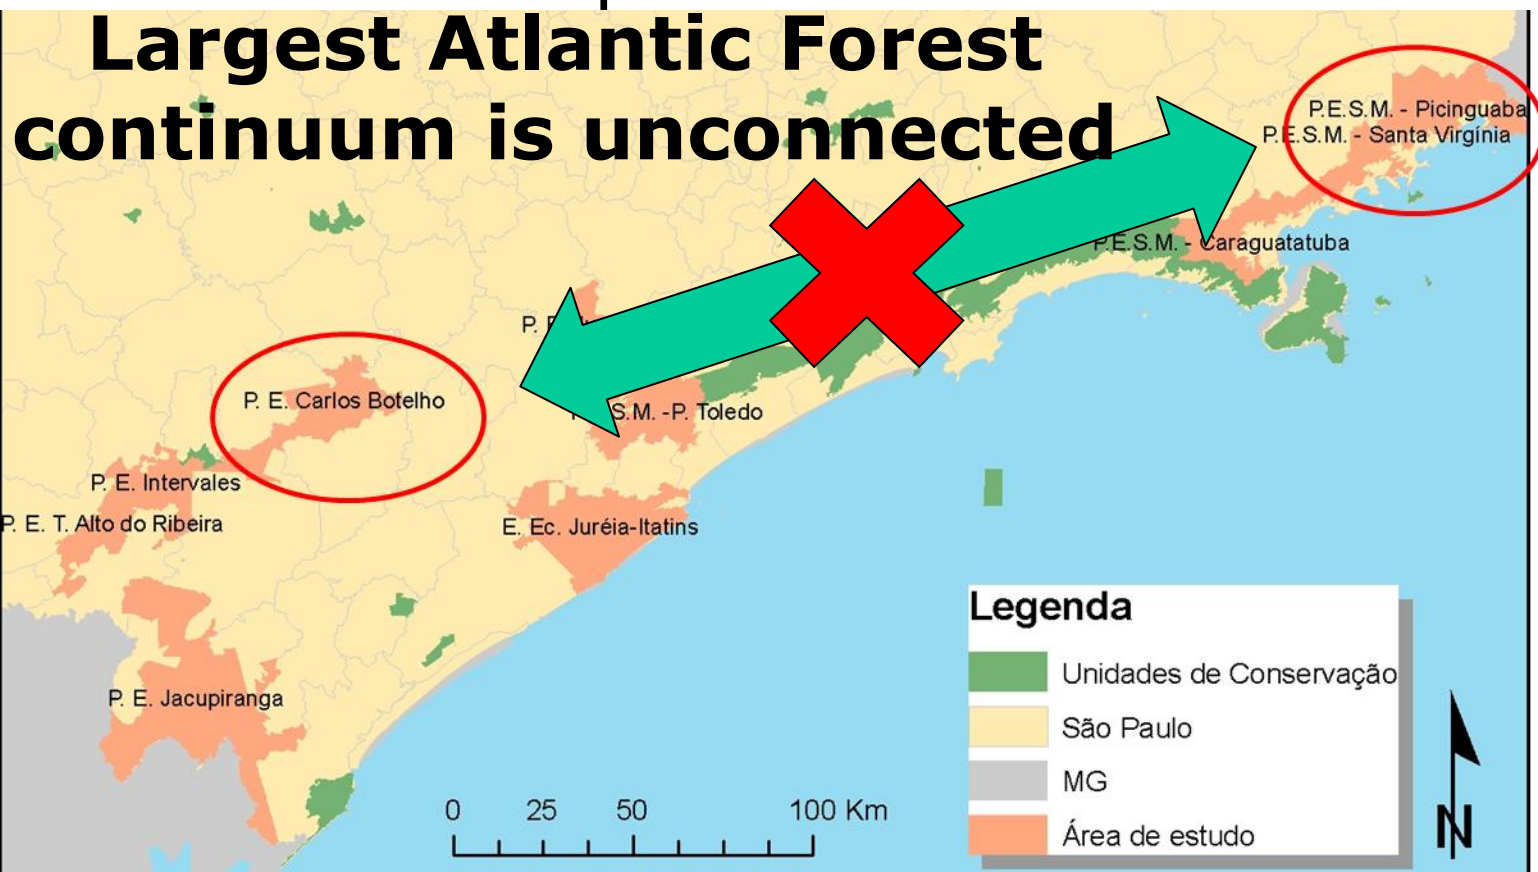 Largest Atlantic Forest
continuum is unconnected
P.E.S.M. - Picinguaba
P.E.S.M. - Santa Virgínia
P.E.S.M. - Caraguatatuba
P.
P. E. Carlos Botelho
S.M. -P. Toledo
P. E. Intervales
P. E. T. Alto do Ribeira
E. Ec. Juréia-Itatins
P. E. Jacupiranga
Legenda
Unidades de Conservação
São Paulo
MG
Área de estudo
0 25 50 100 Km
N